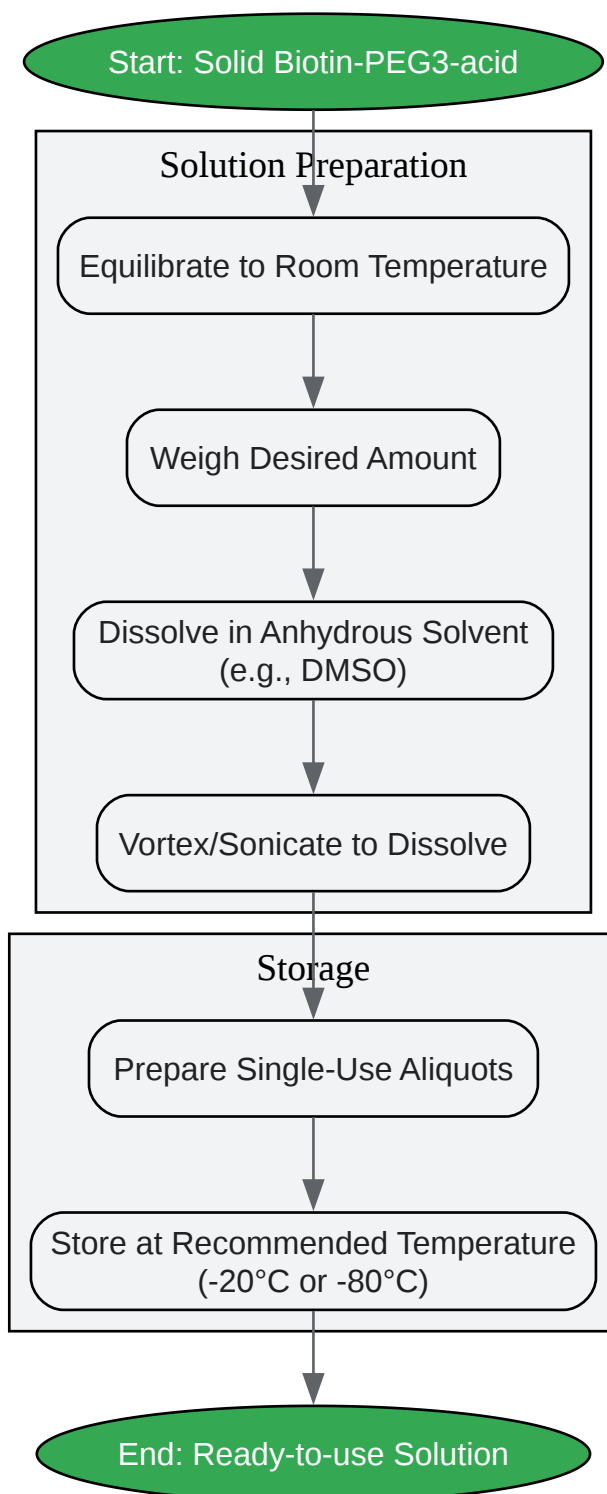 Start: Solid Biotin-PEG3-acid
Solution Preparation
Equilibrate to Room Temperature
Weigh Desired Amount
Dissolve in Anhydrous Solvent
(e.g., DMSO)
Vortex/Sonicate to Dissolve
Storage
Prepare Single-Use Aliquots
Store at Recommended Temperature
(-20°C or -80°C)
End: Ready-to-use Solution